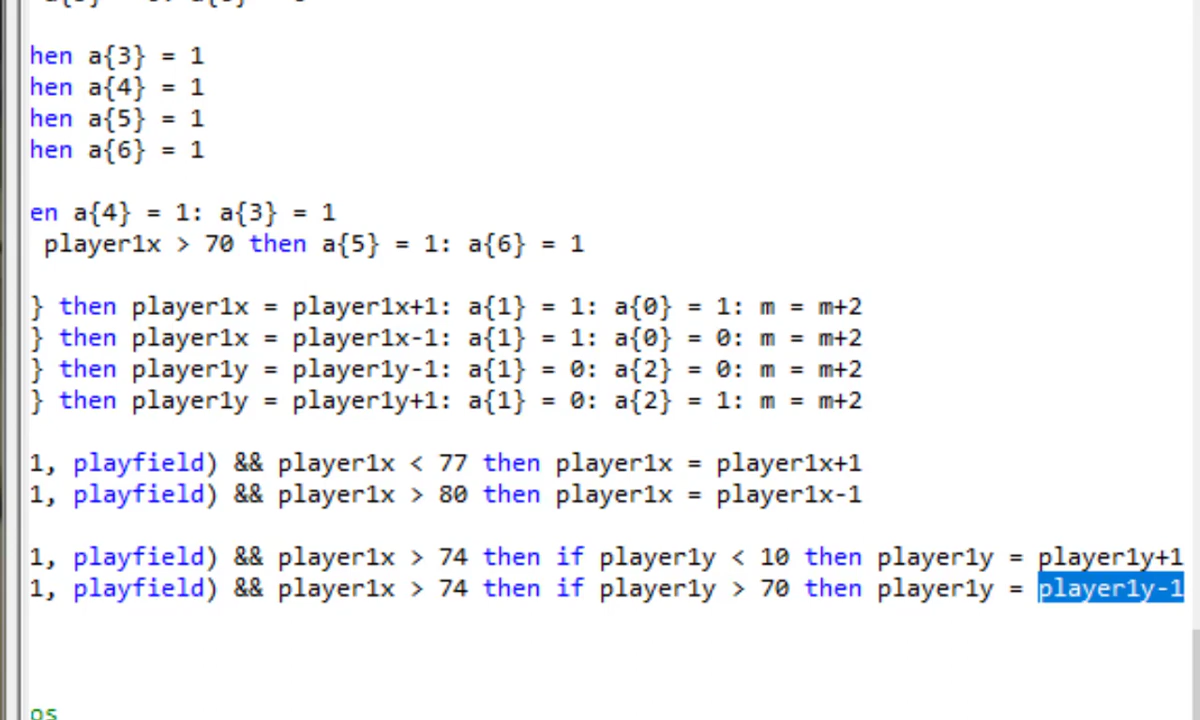 hen a{3} = 1
hen a{4} = 1
hen a{5} = 1
hen a{6} = 1
en a{4} = 1: a{3} = 1
player1x > 70 then a{5} = 1: a{6} = 1
} then player1x = player1x+1: a{1} = 1: a{0} = 1: m = m+2
} then player1x = player1x-1: a{1} = 1: a{0} = 0: m = m+2
} then player1y = player1y-1: a{1} = 0: a{2} = 0: m = m+2
} then player1y = player1y+1: a{1} = 0: a{2} = 1: m = m+2
1, playfield) && player1x < 77 then player1x = player1x+1
1, playfield) && player1x > 80 then player1x = player1x-1
1, playfield) && player1x > 74 then if player1y < 10 then player1y = player1y+1
1, playfield) && player1x > 74 then if player1y > 70 then player1y = player1y-1
os